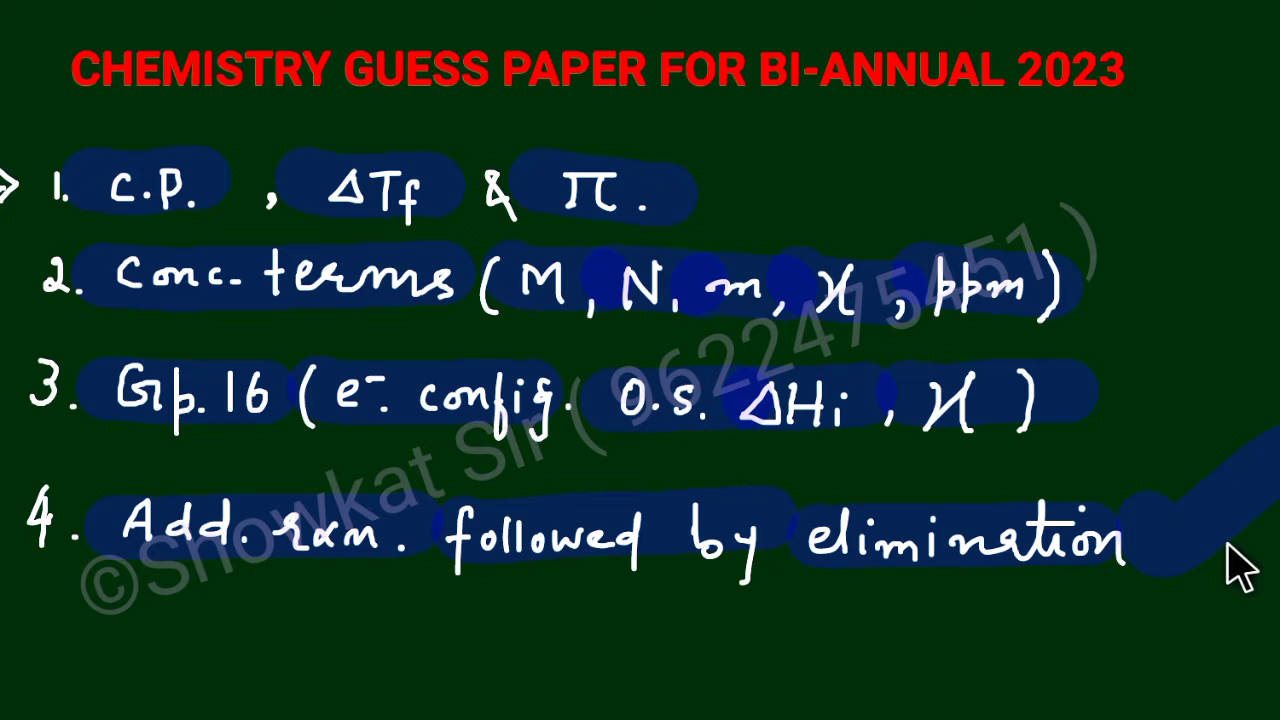 CHEMISTRY GUESS PAPER FOR BI-ANNUAL 2023
1. C.P. , ΔTf & π.
2. Conc. terms (M, N, m, χ, ppm)
3. Grp. 16 (e⁻. config. O.S. ΔHi, χ)
4. Add. rxn. followed by elimination
©Showkat Sir ( 9622475451 )